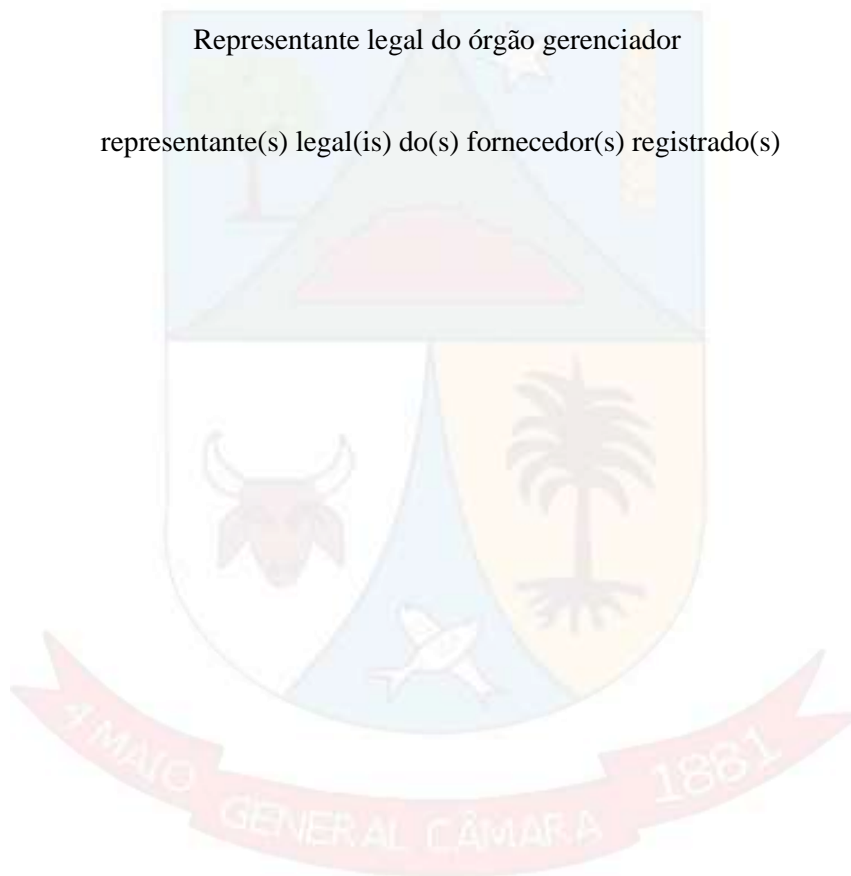 Representante legal do órgão gerenciador
representante(s) legal(is) do(s) fornecedor(s) registrado(s)
4 MAIO
GENERAL CÂMARA
1881